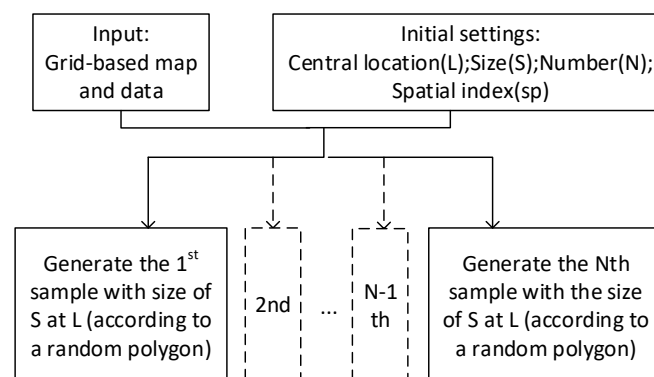 Input:
Grid-based map
and data
Initial settings:
Central location(L);Size(S);Number(N);
Spatial index(sp)
Generate the 1st
sample with size of
S at L (according to
a random polygon)
2nd
...
N-1
th
Generate the Nth
sample with the size
of S at L (according
to a random polygon)